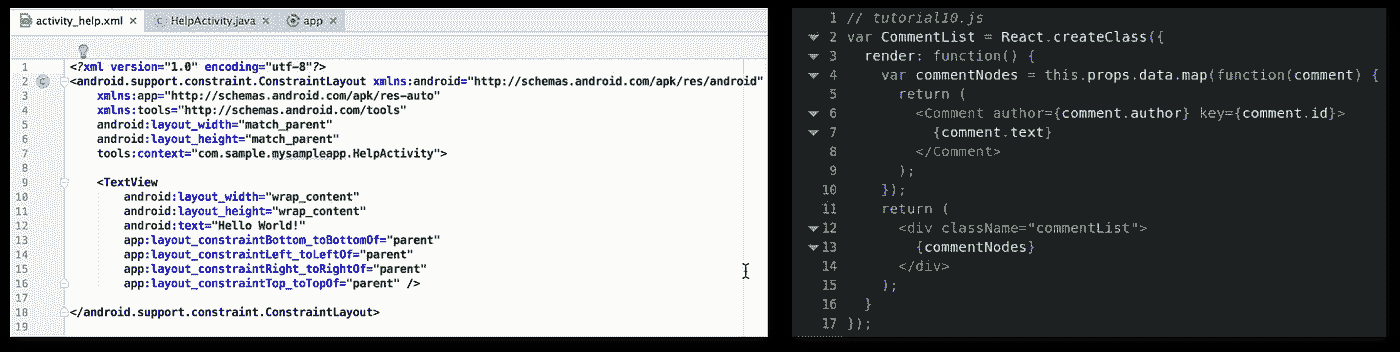 activity_help.xml HelpActivity.java app
1 <?xml version="1.0" encoding="utf-8"?>
2 <android.support.constraint.ConstraintLayout xmlns:android="http://schemas.android.com/apk/res/android"
3 xmlns:app="http://schemas.android.com/apk/res-auto"
4 xmlns:tools="http://schemas.android.com/tools"
5 android:layout_width="match_parent"
6 android:layout_height="match_parent"
7 tools:context="com.sample.mysampleapp.HelpActivity">
8
9 <TextView
10 android:layout_width="wrap_content"
11 android:layout_height="wrap_content"
12 android:text="Hello World!"
13 app:layout_constraintBottom_toBottomOf="parent"
14 app:layout_constraintLeft_toLeftOf="parent"
15 app:layout_constraintRight_toRightOf="parent"
16 app:layout_constraintTop_toTopOf="parent" />
17
18 </android.support.constraint.ConstraintLayout>
19
1 // tutorial10.js
2 var CommentList = React.createClass({
3 render: function() {
4 var commentNodes = this.props.data.map(function(comment) {
5 return (
6 <Comment author={comment.author} key={comment.id}>
7 {comment.text}
8 </Comment>
9 );
10 });
11 return (
12 <div className="commentList">
13 {commentNodes}
14 </div>
15 );
16 }
17 });